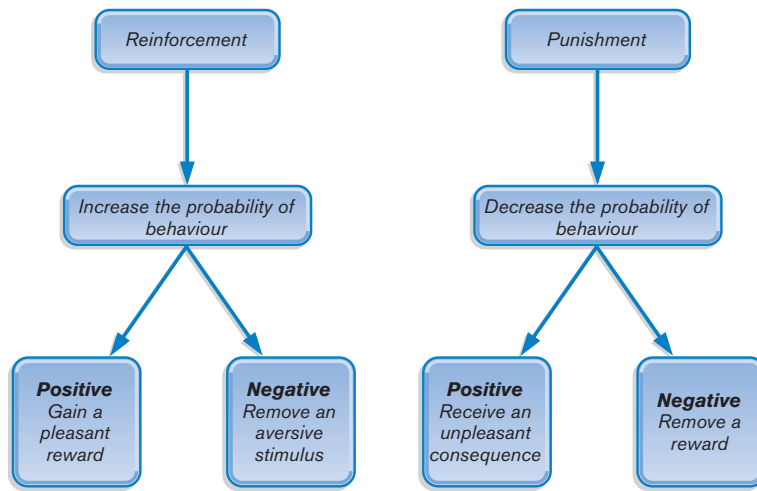 Reinforcement
Punishment
Increase the probability of
behaviour
Decrease the probability of
behaviour
Positive
Gain a
pleasant
reward
Negative
Remove an
aversive
stimulus
Positive
Receive an
unpleasant
consequence
Negative
Remove a
reward